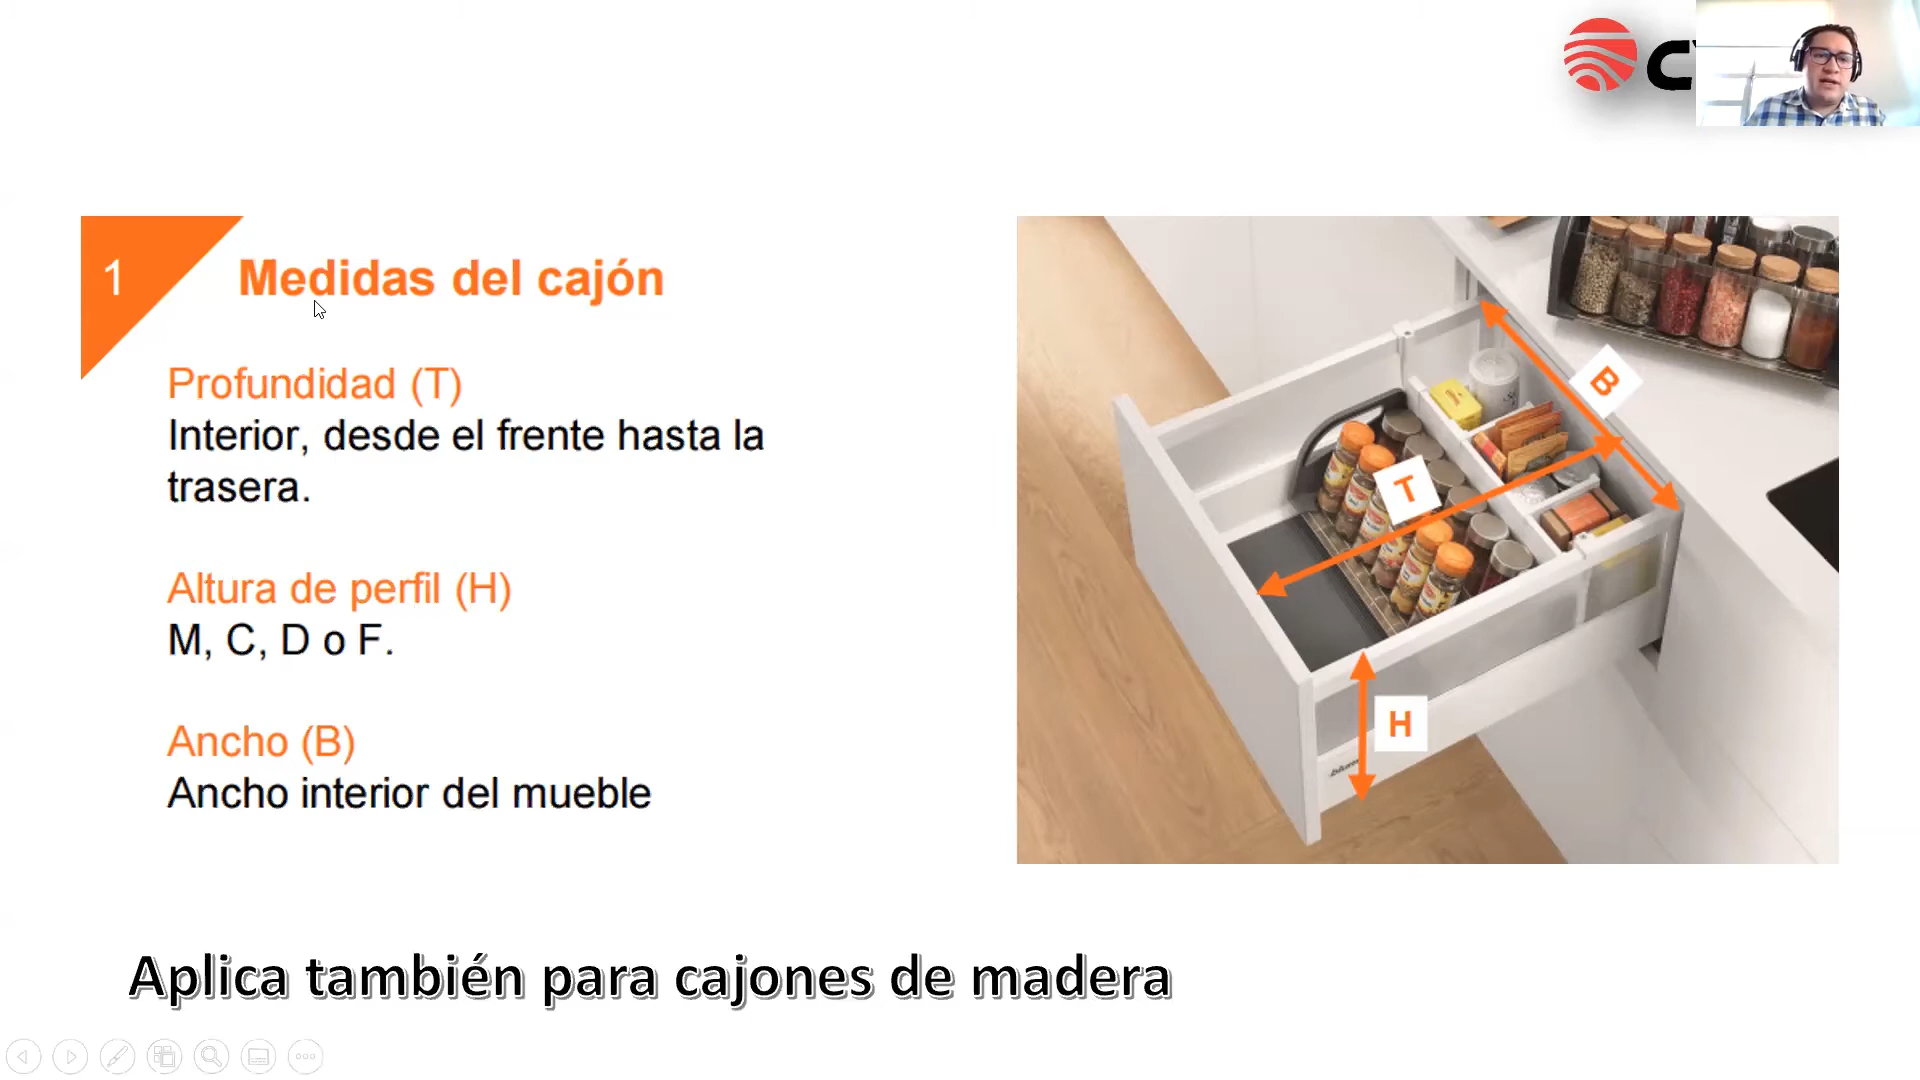 1
Medidas del cajón
Profundidad (T)
Interior, desde el frente hasta la
trasera.
Altura de perfil (H)
M, C, D o F.
Ancho (B)
Ancho interior del mueble
B
T
H
blum
Aplica también para cajones de madera